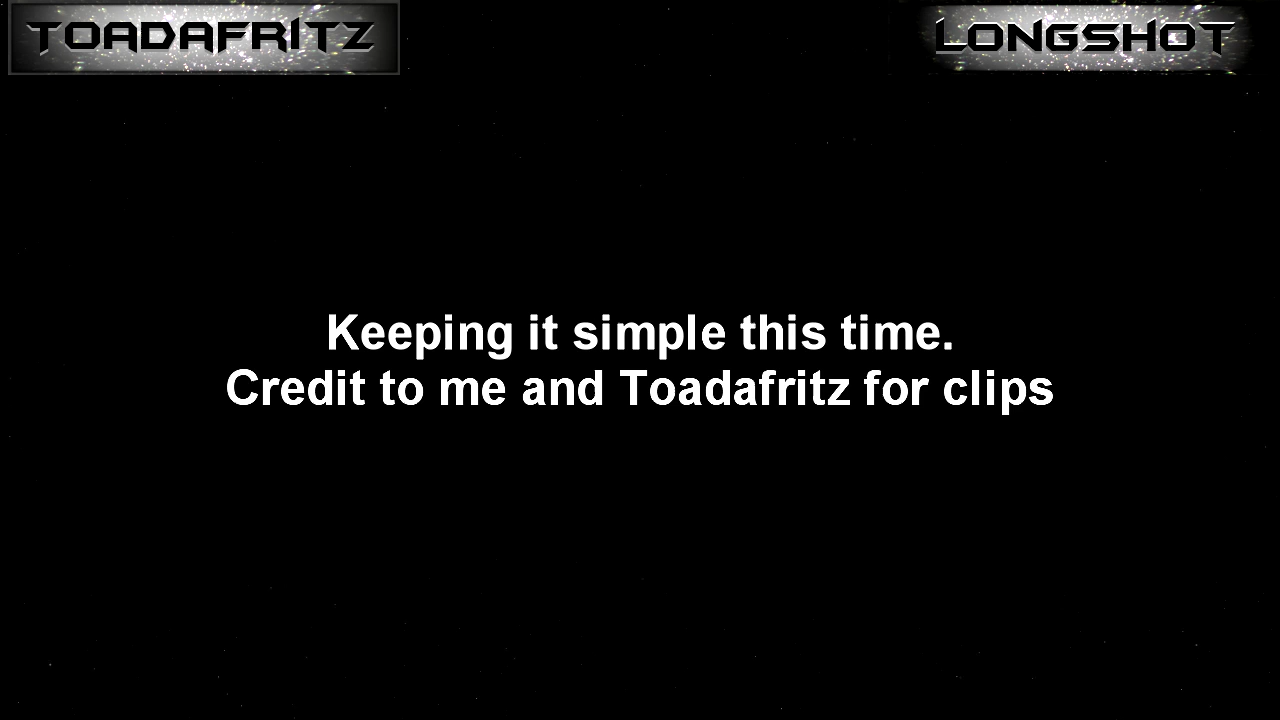 TOADAFRITZ
LONGSHOT
Keeping it simple this time.
Credit to me and Toadafritz for clips